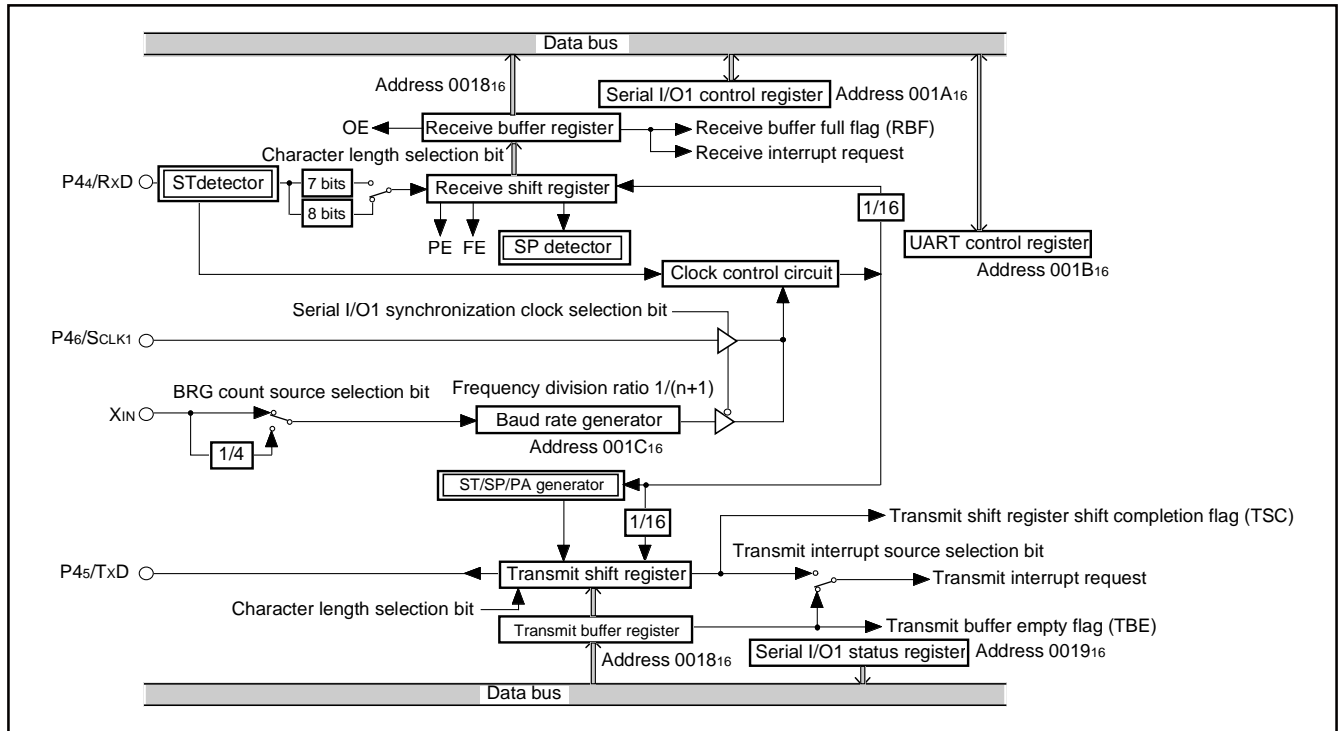 Data bus
Address 001816
Serial I/O1 control register
Address 001A16
OE
Receive buffer register
Receive buffer full flag (RBF)
Receive interrupt request
Character length selection bit
P44/RXD
STdetector
7 bits
8 bits
Receive shift register
1/16
PE
FE
SP detector
UART control register
Address 001B16
Clock control circuit
Serial I/O1 synchronization clock selection bit
P46/SCLK1
BRG count source selection bit
Frequency division ratio 1/(n+1)
XIN
Baud rate generator
1/4
Address 001C16
ST/SP/PA generator
1/16
Transmit shift register shift completion flag (TSC)
Transmit interrupt source selection bit
P45/TXD
Transmit shift register
Transmit interrupt request
Character length selection bit
Transmit buffer register
Transmit buffer empty flag (TBE)
Address 001816
Serial I/O1 status register
Address 001916
Data bus